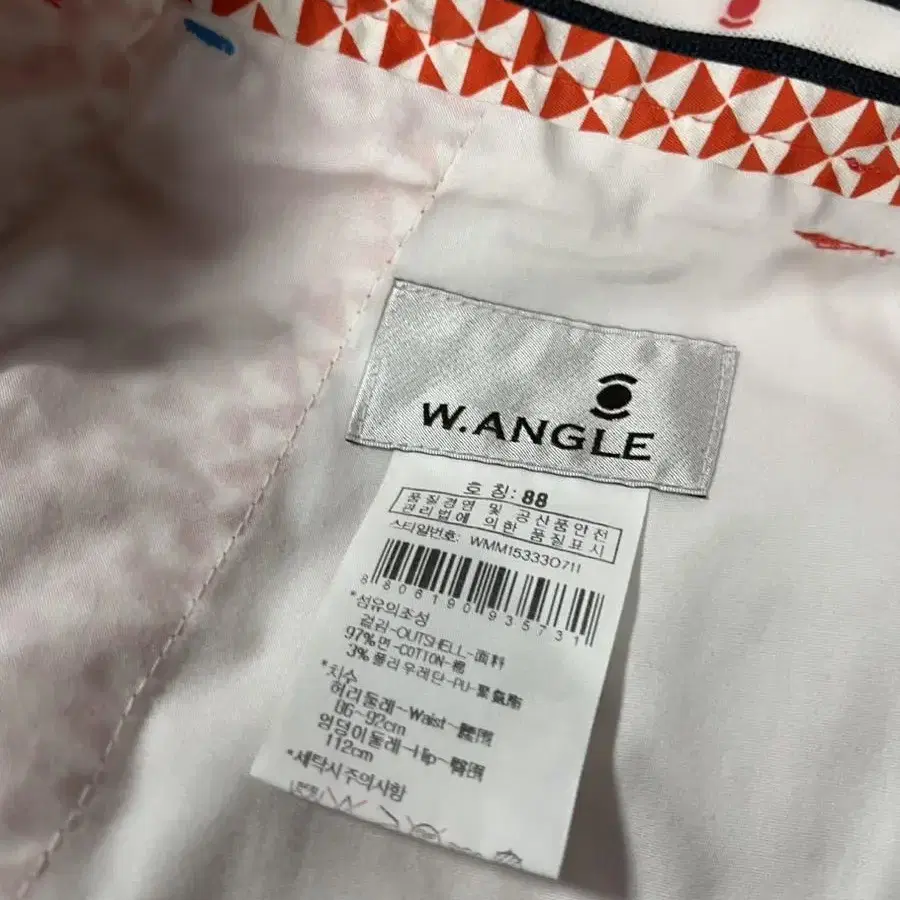 W.ANGLE
호 칭: 88
품질경영 및 공산품안전
관리법에 의한 품질표시
스타일번호: WMM15333O711
8806190935731
*섬유의조성
겉감-OUTSHELL-面料
97%면-COTTON-棉
3%폴리우레탄-PU-聚氨酯
*치수
허리둘레-Waist-腰围
86-92cm
엉덩이둘레-Hip-臀围
112cm
*세탁시주의사항